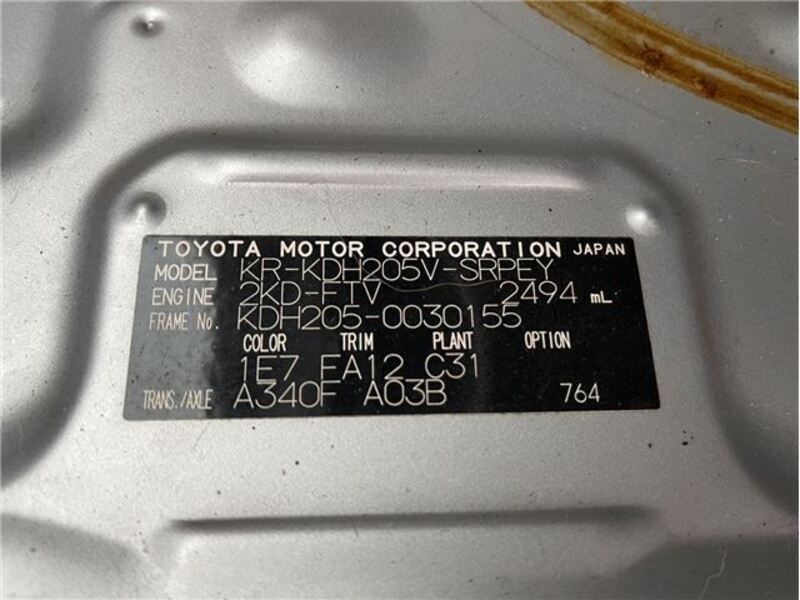 TOYOTA MOTOR CORPORATION JAPAN
MODEL KR-KDH205V-SRPEY
ENGINE 2KD-FTV 2494 mL
FRAME No. KDH205-0030155
COLOR TRIM PLANT OPTION
1E7 FA12 C31
TRANS./AXLE A340F A03B 764